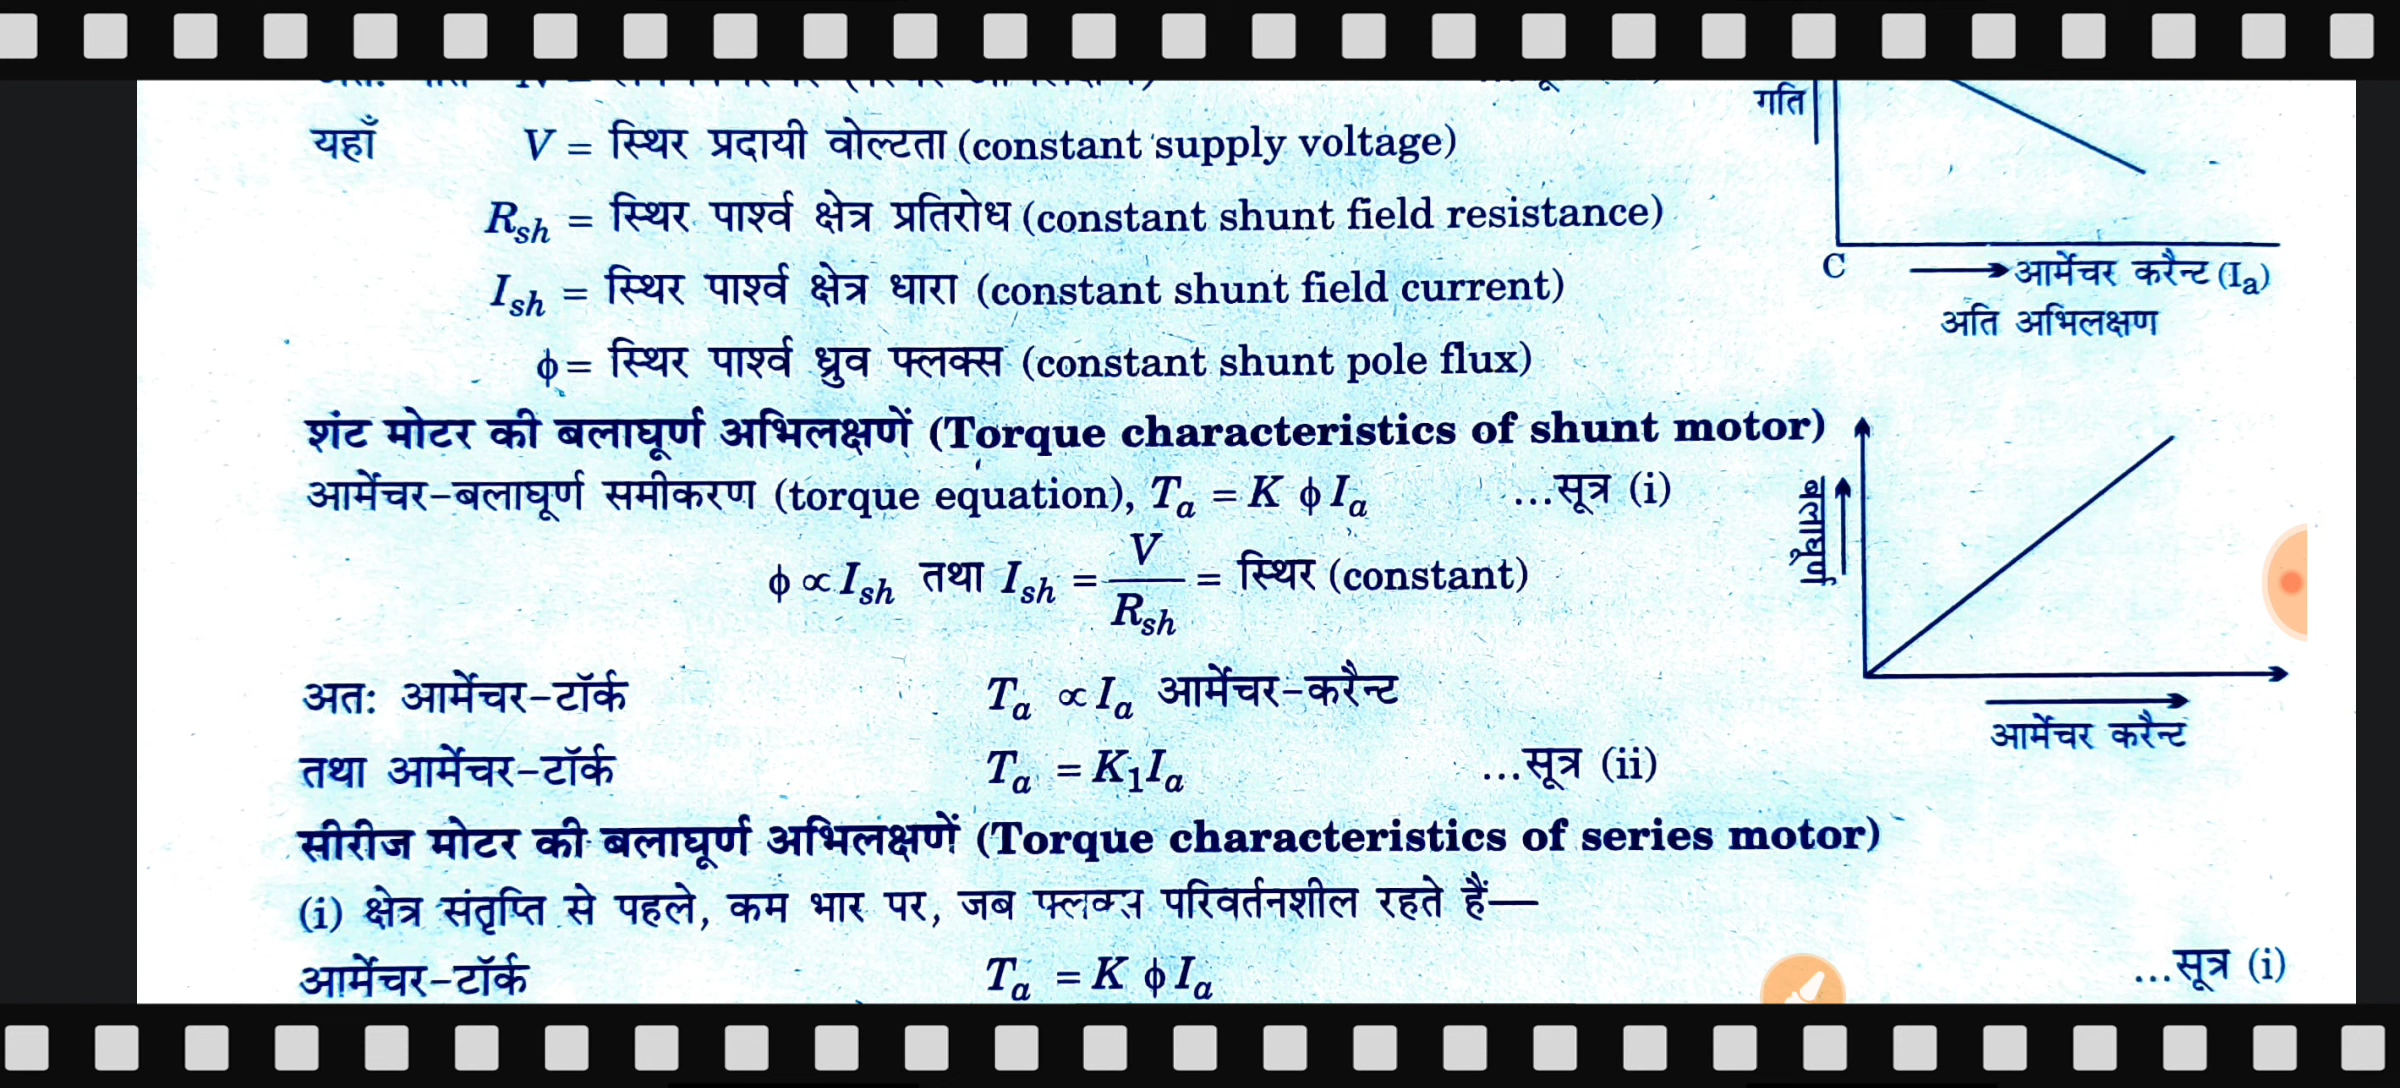 यहाँ V = स्थिर प्रदायी वोल्टता (constant supply voltage)
R_sh = स्थिर पार्श्व क्षेत्र प्रतिरोध (constant shunt field resistance)
I_sh = स्थिर पार्श्व क्षेत्र धारा (constant shunt field current)
ϕ = स्थिर पार्श्व ध्रुव फ्लक्स (constant shunt pole flux)
गति
C
आर्मेचर करैन्ट (I_a)
अति अभिलक्षण
शंट मोटर की बलाघूर्ण अभिलक्षणें (Torque characteristics of shunt motor)
आर्मेचर-बलाघूर्ण समीकरण (torque equation), T_a = K ϕ I_a ...सूत्र (i)
ϕ ∝ I_sh तथा I_sh = V / R_sh = स्थिर (constant)
अतः आर्मेचर-टॉर्क T_a ∝ I_a आर्मेचर-करैन्ट
तथा आर्मेचर-टॉर्क T_a = K_1 I_a ...सूत्र (ii)
बलाघूर्ण
आर्मेचर करैन्ट
सीरीज मोटर की बलाघूर्ण अभिलक्षणें (Torque characteristics of series motor)
(i) क्षेत्र संतृप्ति से पहले, कम भार पर, जब फ्लक्स परिवर्तनशील रहते हैं—
आर्मेचर-टॉर्क T_a = K ϕ I_a ...सूत्र (i)